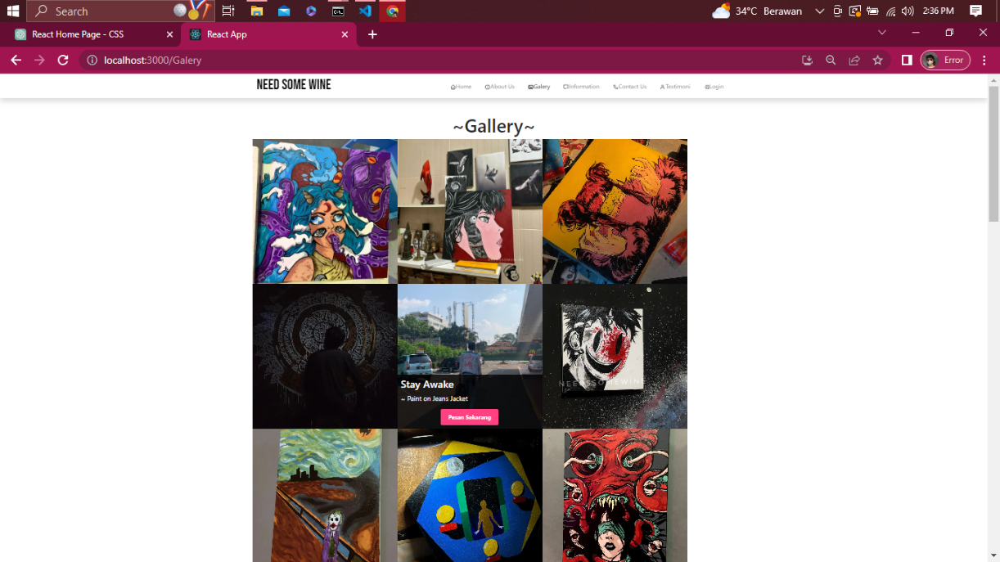 Search
34°C Berawan
2:36 PM
React Home Page - CSS
React App
localhost:3000/Galery
Error
NEED SOME WINE
Home
About Us
Galery
Information
Contact Us
Testimoni
Login
~Gallery~
NEEDSSOMEWINE
Stay Awake
~ Paint on Jeans Jacket
Pesan Sekarang